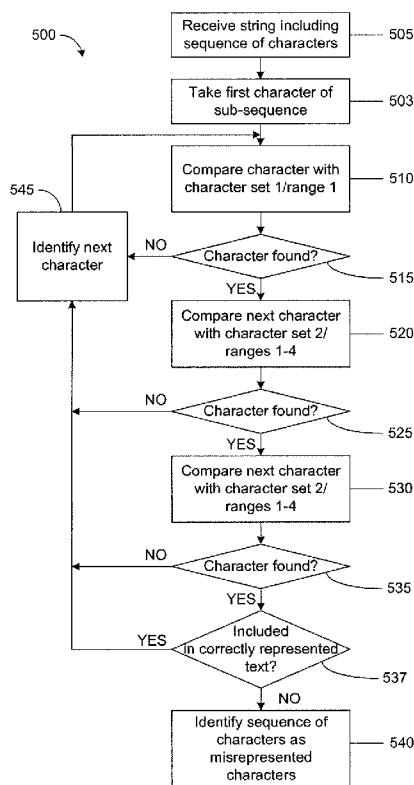 500
Receive string including
sequence of characters
505
Take first character of
sub-sequence
503
545
Compare character with
character set 1/range 1
510
Identify next
character
NO
Character found?
515
YES
Compare next character
with character set 2/
ranges 1-4
520
NO
Character found?
525
YES
Compare next character
with character set 2/
ranges 1-4
530
NO
Character found?
535
YES
YES
Included
in correctly represented
text?
537
NO
Identify sequence of
characters as
misrepresented
characters
540